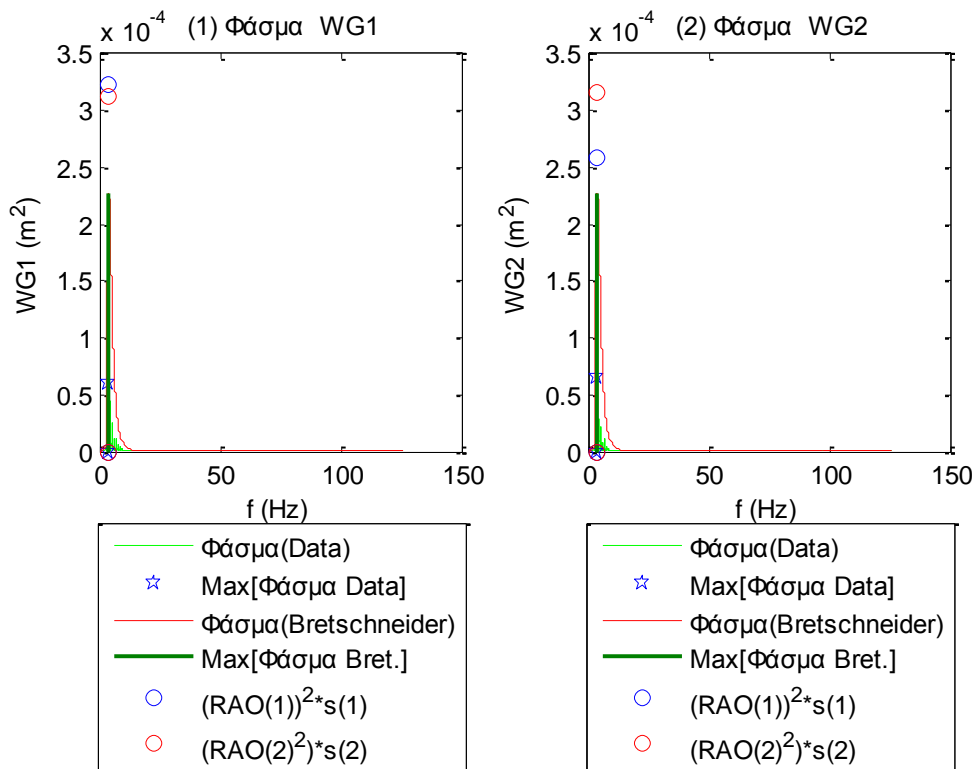 x 10^-4 (1) Φάσμα WG1
3.5
3
2.5
2
1.5
1
0.5
0
WG1 (m^2)
0 50 100 150
f (Hz)
Φάσμα(Data)
Max[Φάσμα Data]
Φάσμα(Bretschneider)
Max[Φάσμα Bret.]
(RAO(1))^2*s(1)
(RAO(2)^2)*s(2)
x 10^-4 (2) Φάσμα WG2
3.5
3
2.5
2
1.5
1
0.5
0
WG2 (m^2)
0 50 100 150
f (Hz)
Φάσμα(Data)
Max[Φάσμα Data]
Φάσμα(Bretschneider)
Max[Φάσμα Bret.]
(RAO(1))^2*s(1)
(RAO(2)^2)*s(2)